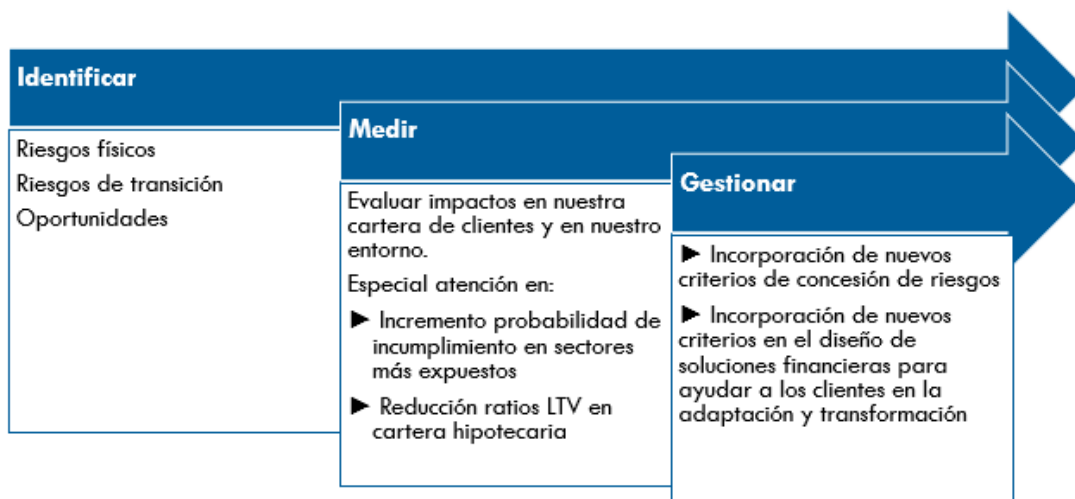 Identificar
Riesgos físicos
Riesgos de transición
Oportunidades
Medir
Evaluar impactos en nuestra
cartera de clientes y en nuestro
entorno.
Especial atención en:
► Incremento probabilidad de
incumplimiento en sectores
más expuestos
► Reducción ratios LTV en
cartera hipotecaria
Gestionar
► Incorporación de nuevos
criterios de concesión de riesgos
► Incorporación de nuevos
criterios en el diseño de
soluciones financieras para
ayudar a los clientes en la
adaptación y transformación